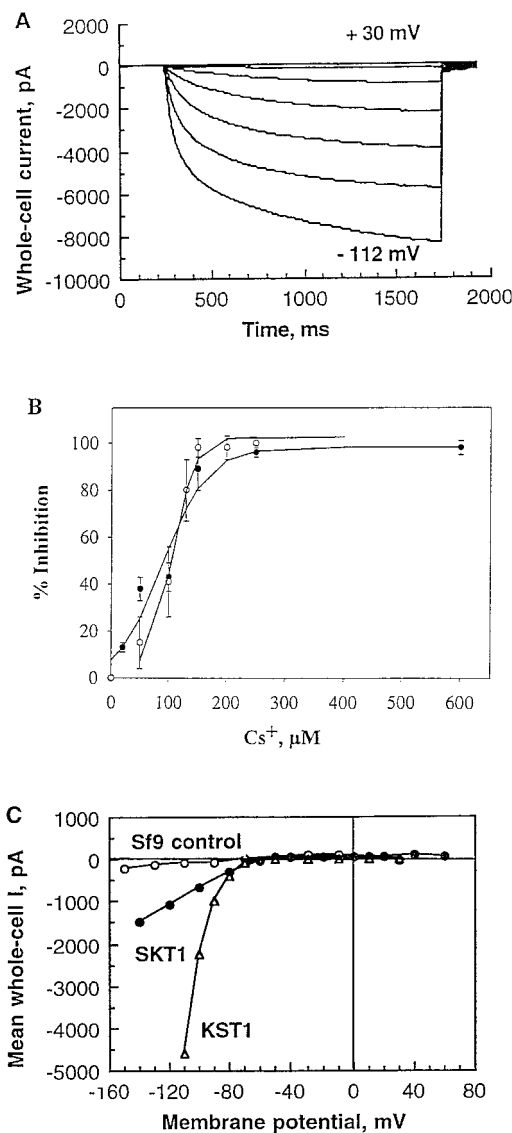 A
2000
0
-2000
-4000
-6000
-8000
-10000
Whole-cell current, pA
+ 30 mV
- 112 mV
0 500 1000 1500 2000
Time, ms
B
100
80
60
40
20
0
% Inhibition
0 100 200 300 400 500 600
Cs+, µM
C
1000
0
-1000
-2000
-3000
-4000
-5000
Mean whole-cell I, pA
Sf9 control
SKT1
KST1
-160 -120 -80 -40 0 40 80
Membrane potential, mV